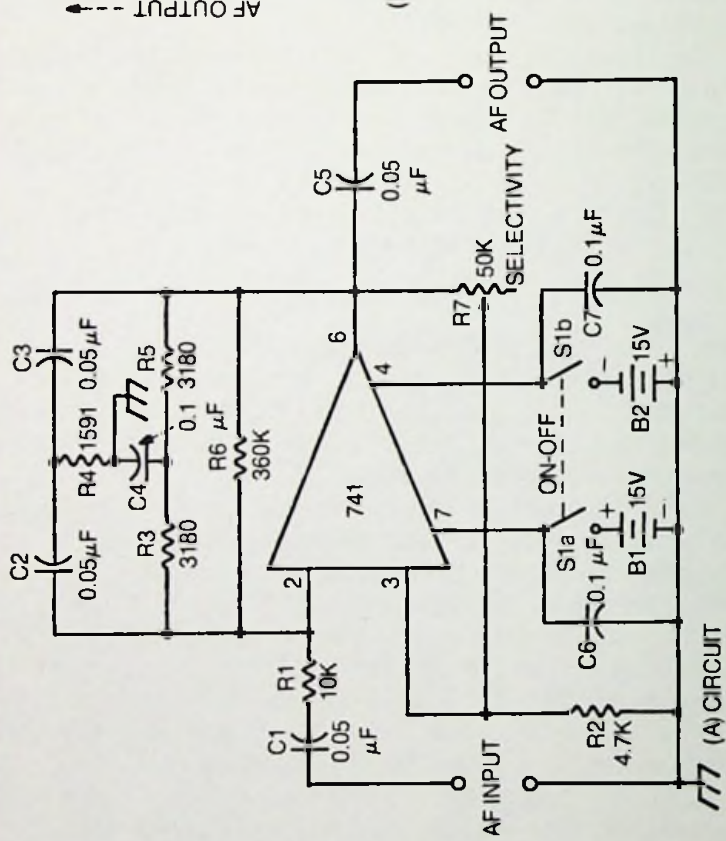 AF OUTPUT
(
C2
0.05µF
C3
0.05 µF
R4
1591
C4
0.1
µF
R3
3180
R5
3180
R6
360K
C1
0.05
µF
R1
10K
2
3
741
6
7
4
C5
0.05
µF
R7
50K
SELECTIVITY
AF INPUT
AF OUTPUT
R2
4.7K
C6
0.1 µF
S1a
ON-OFF
S1b
C7
0.1µF
B1
15V
+
-
B2
15V
-
+
(A) CIRCUIT